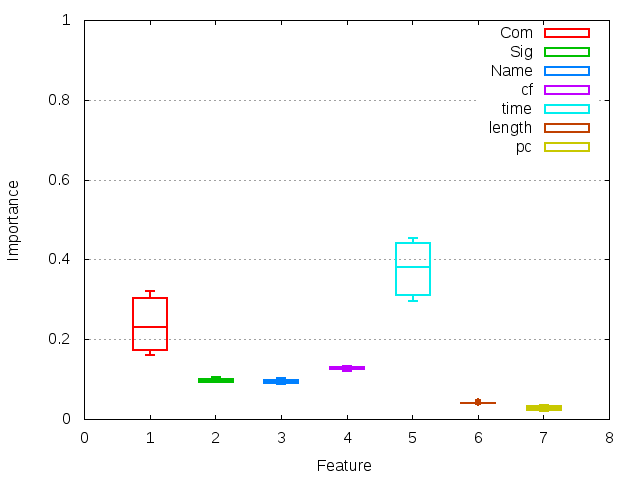 1
0.8
0.6
0.4
0.2
0
Importance
0 1 2 3 4 5 6 7 8
Feature
Com
Sig
Name
cf
time
length
pc